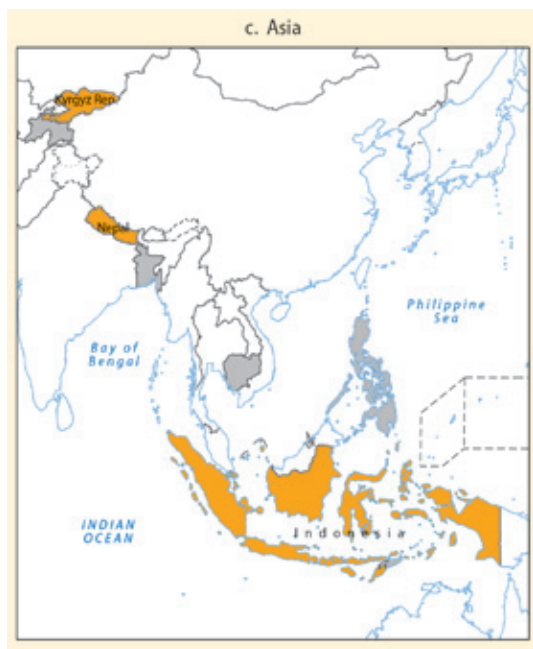 c. Asia
Kyrgyz Rep
Nepal
Philippine
Sea
Bay of
Bengal
INDIAN
OCEAN
Indonesia